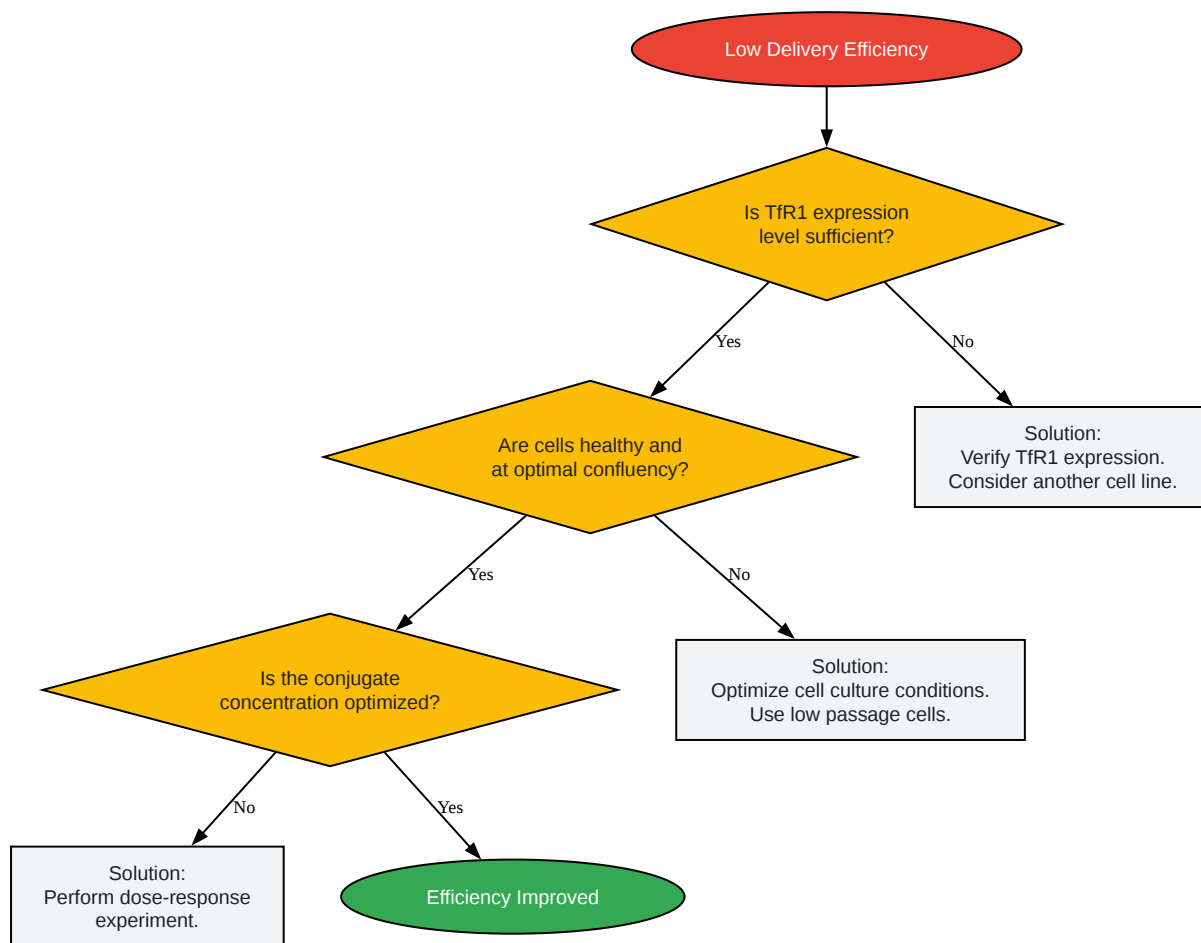 Low Delivery Efficiency
Is TfR1 expression
level sufficient?
Yes
No
Are cells healthy and
at optimal confluency?
Solution:
Verify TfR1 expression.
Consider another cell line.
Yes
No
Is the conjugate
concentration optimized?
Solution:
Optimize cell culture conditions.
Use low passage cells.
No
Yes
Solution:
Perform dose-response
experiment.
Efficiency Improved